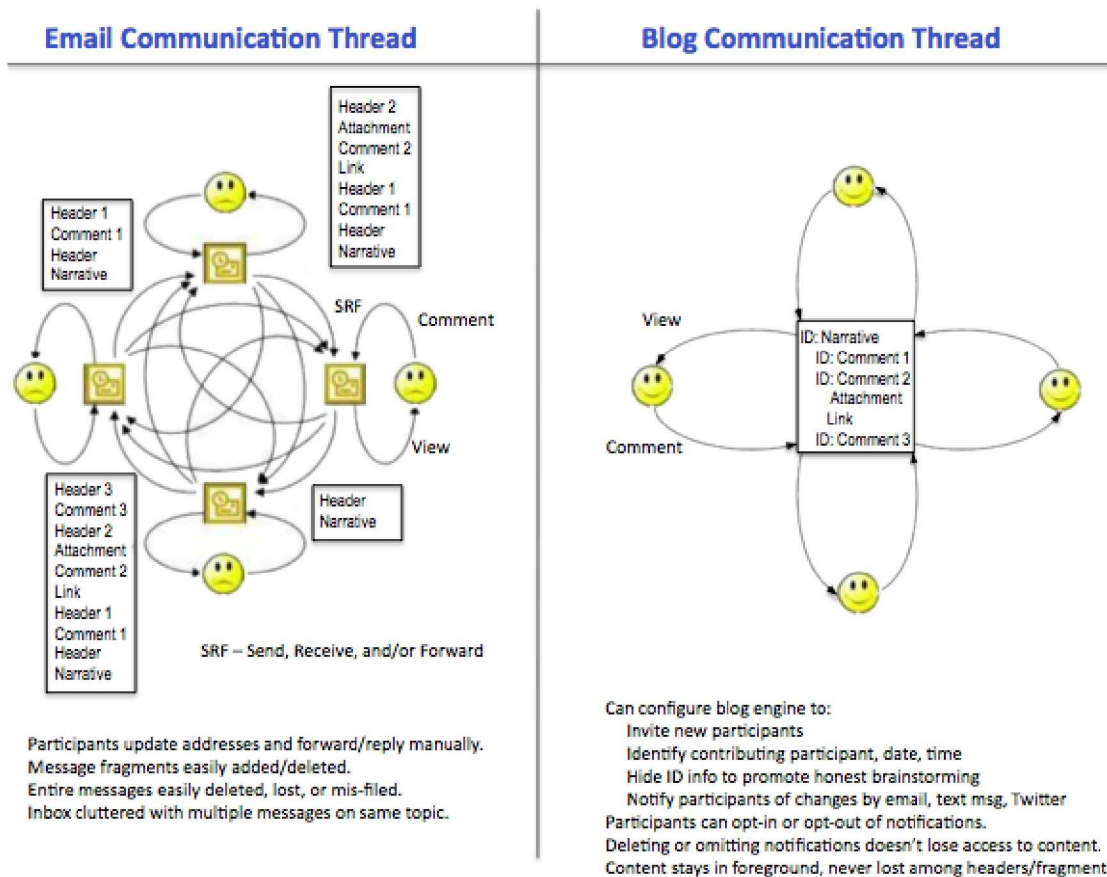 Email Communication Thread
Header 2
Attachment
Comment 2
Link
Header 1
Comment 1
Header
Narrative
Header 1
Comment 1
Header
Narrative
SRF
Comment
View
Header 3
Comment 3
Header 2
Attachment
Comment 2
Link
Header 1
Comment 1
Header
Narrative
Header
Narrative
SRF – Send, Receive, and/or Forward
Participants update addresses and forward/reply manually.
Message fragments easily added/deleted.
Entire messages easily deleted, lost, or mis-filed.
Inbox cluttered with multiple messages on same topic.
Blog Communication Thread
View
Comment
ID: Narrative
ID: Comment 1
ID: Comment 2
Attachment
Link
ID: Comment 3
Can configure blog engine to:
Invite new participants
Identify contributing participant, date, time
Hide ID info to promote honest brainstorming
Notify participants of changes by email, text msg, Twitter
Participants can opt-in or opt-out of notifications.
Deleting or omitting notifications doesn't lose access to content.
Content stays in foreground, never lost among headers/fragment